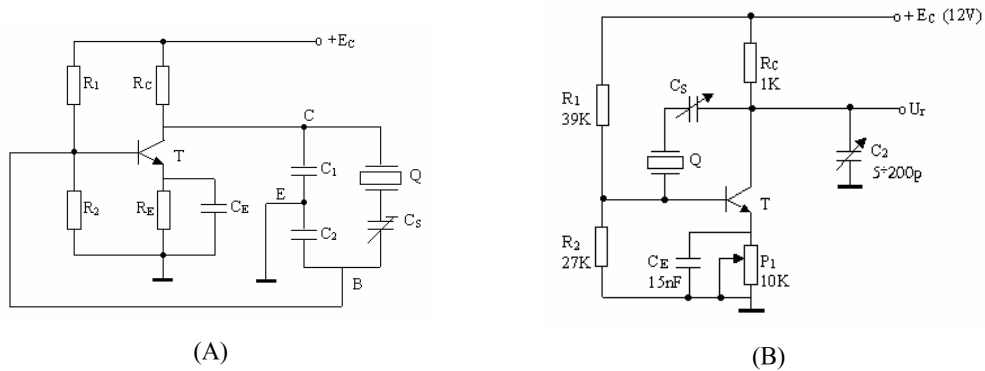 +E_C
R_1
R_C
C
T
C_1
Q
E
R_2
R_E
C_E
C_2
C_S
B
(A)
+E_C (12V)
R_C
1K
C_S
R_1
39K
U_r
Q
C_2
5÷200p
T
R_2
27K
C_E
15nF
P_1
10K
(B)